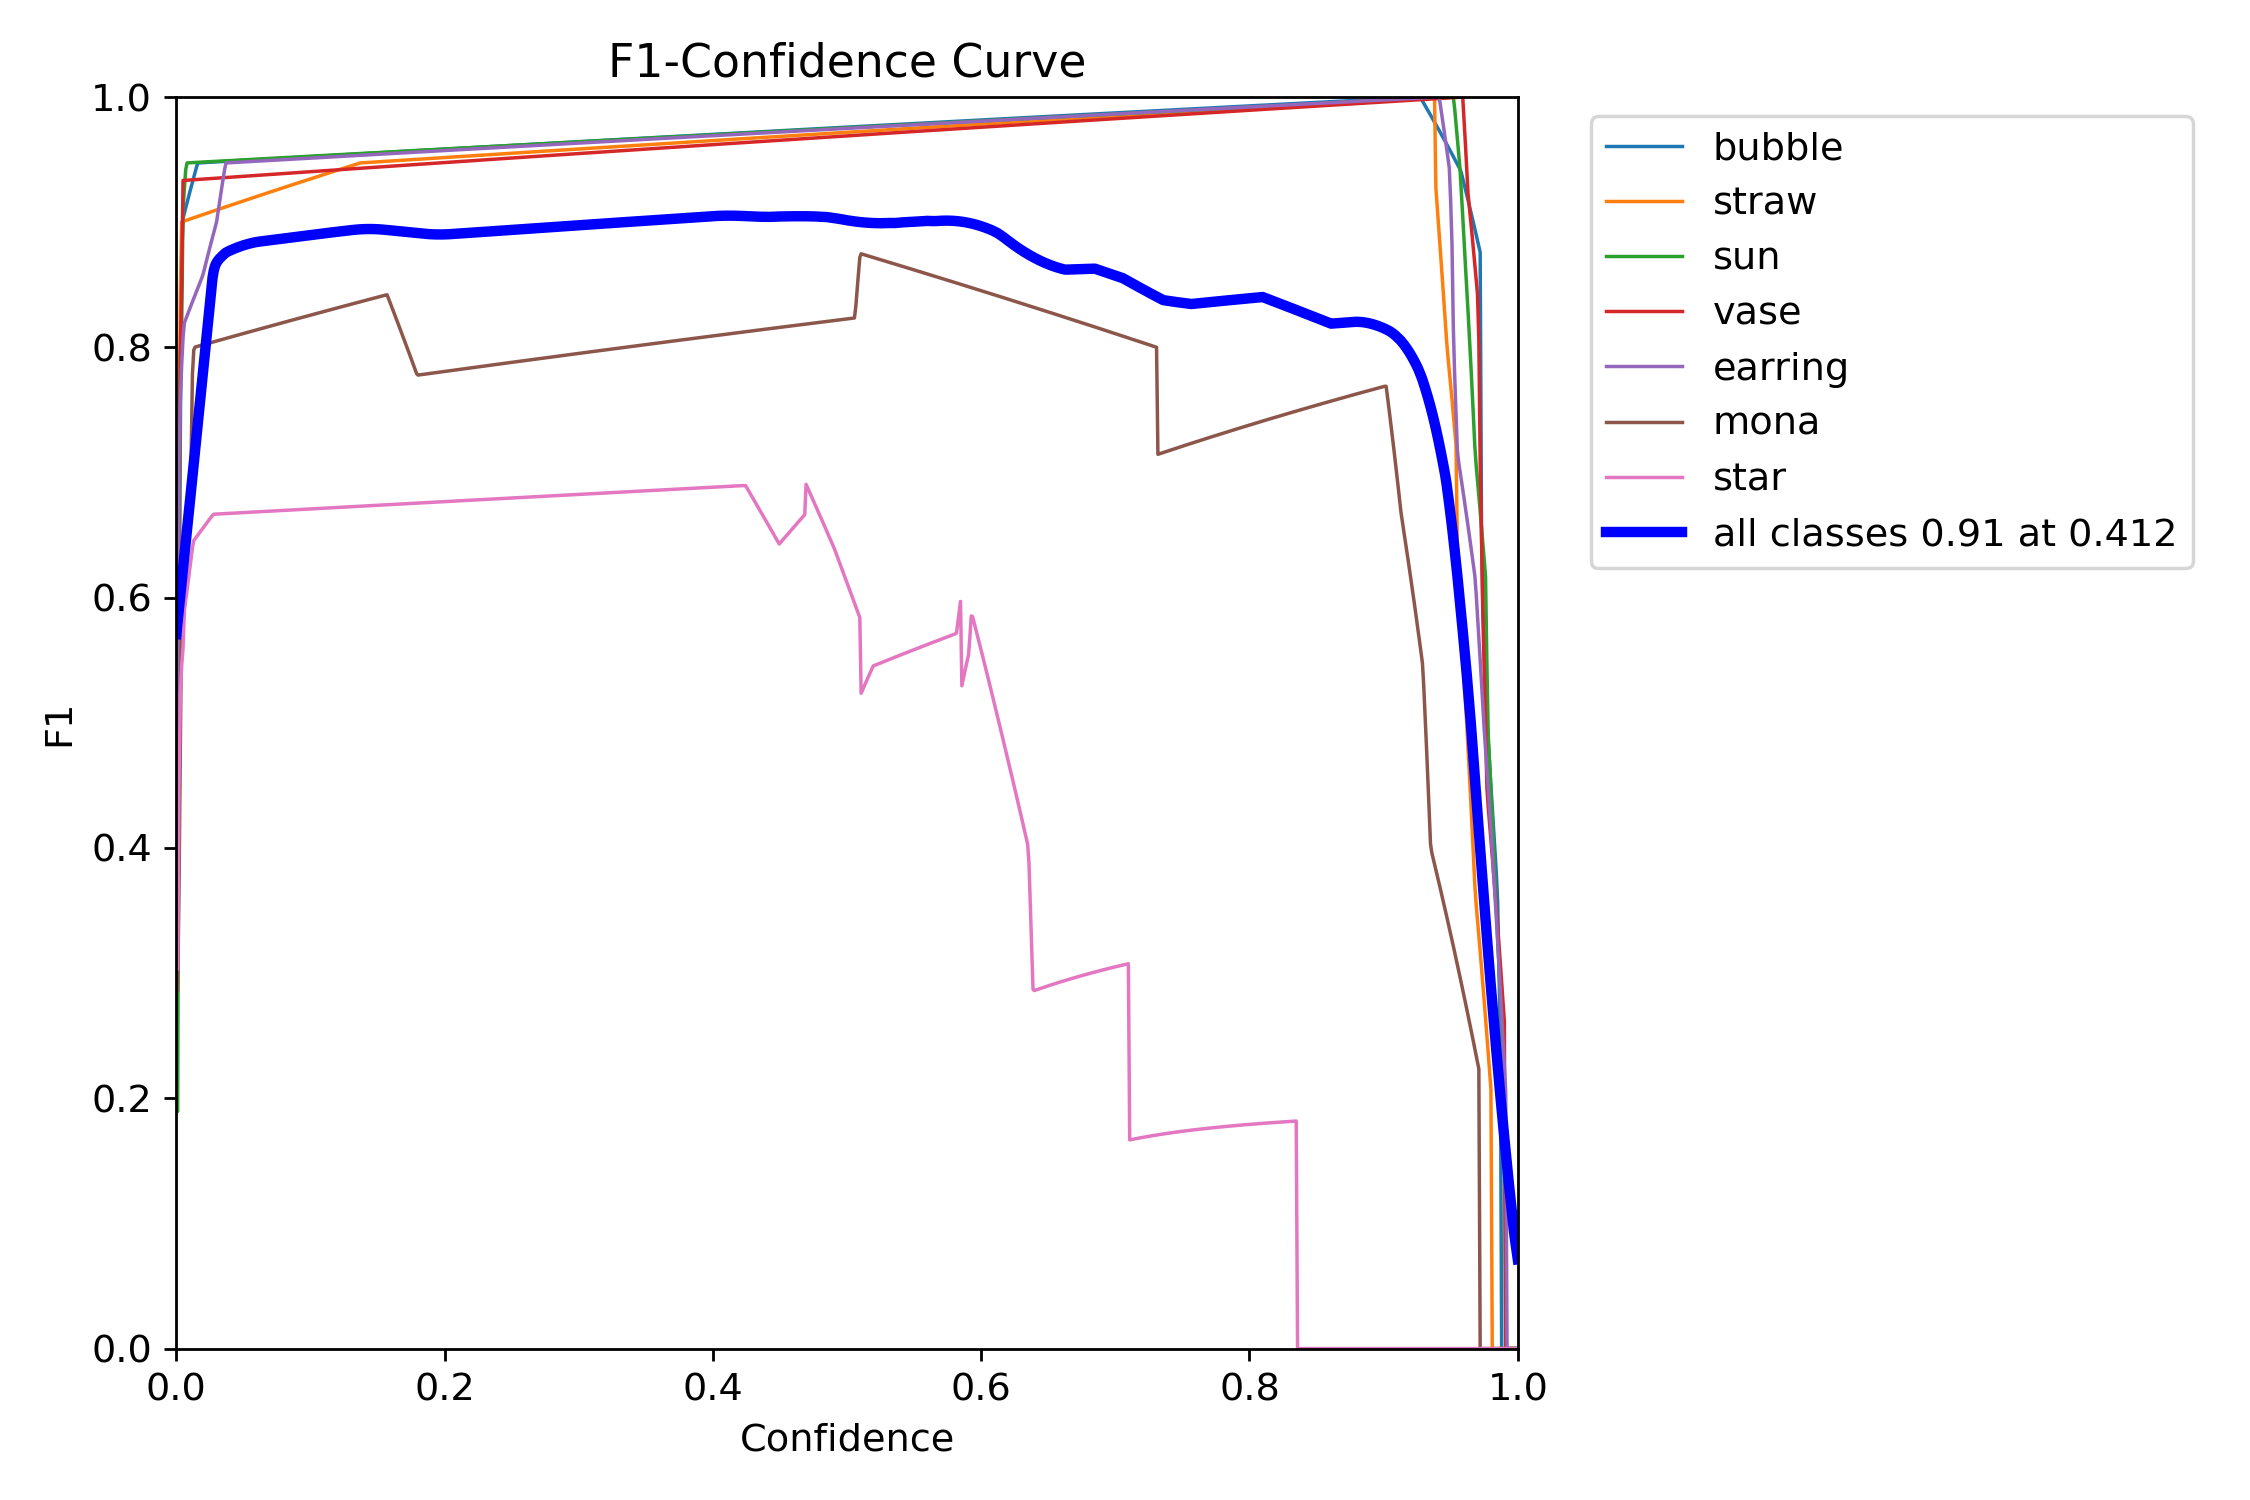 F1-Confidence Curve
1.0
0.8
0.6
0.4
0.2
0.0
F1
0.0 0.2 0.4 0.6 0.8 1.0
Confidence
bubble
straw
sun
vase
earring
mona
star
all classes 0.91 at 0.412